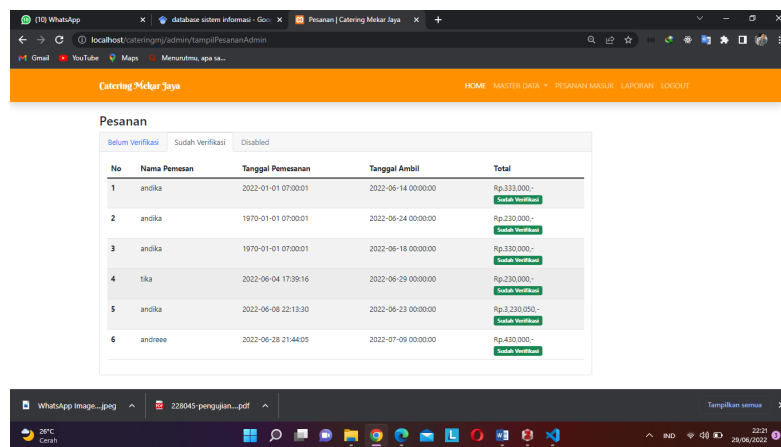 (10) WhatsApp
database sistem informasi - Goo
Pesanan | Catering Mekar Jaya
localhost/cateringmj/admin/tampilPesananAdmin
Gmail YouTube Maps Menurutmu, apa sa...
Catering Mekar Jaya HOME MASTER DATA PESANAN MASUK LAPORAN LOGOUT
Pesanan
Belum Verifikasi Sudah Verifikasi Disabled
No Nama Pemesan Tanggal Pemesanan Tanggal Ambil Total
1 andika 2022-01-01 07:00:01 2022-06-14 00:00:00 Rp.333,000,-
Sudah Verifikasi
2 andika 1970-01-01 07:00:01 2022-06-24 00:00:00 Rp.230,000,-
Sudah Verifikasi
3 andika 1970-01-01 07:00:01 2022-06-18 00:00:00 Rp.330,000,-
Sudah Verifikasi
4 tika 2022-06-04 17:39:16 2022-06-29 00:00:00 Rp.230,000,-
Sudah Verifikasi
5 andika 2022-06-08 22:13:30 2022-06-23 00:00:00 Rp.3,230,050,-
Sudah Verifikasi
6 andreee 2022-06-28 21:44:05 2022-07-09 00:00:00 Rp.430,000,-
Sudah Verifikasi
WhatsApp Image....jpeg 228045-pengujian....pdf Tampilkan semua
26°C
Cerah
IND
22:21
29/06/2022